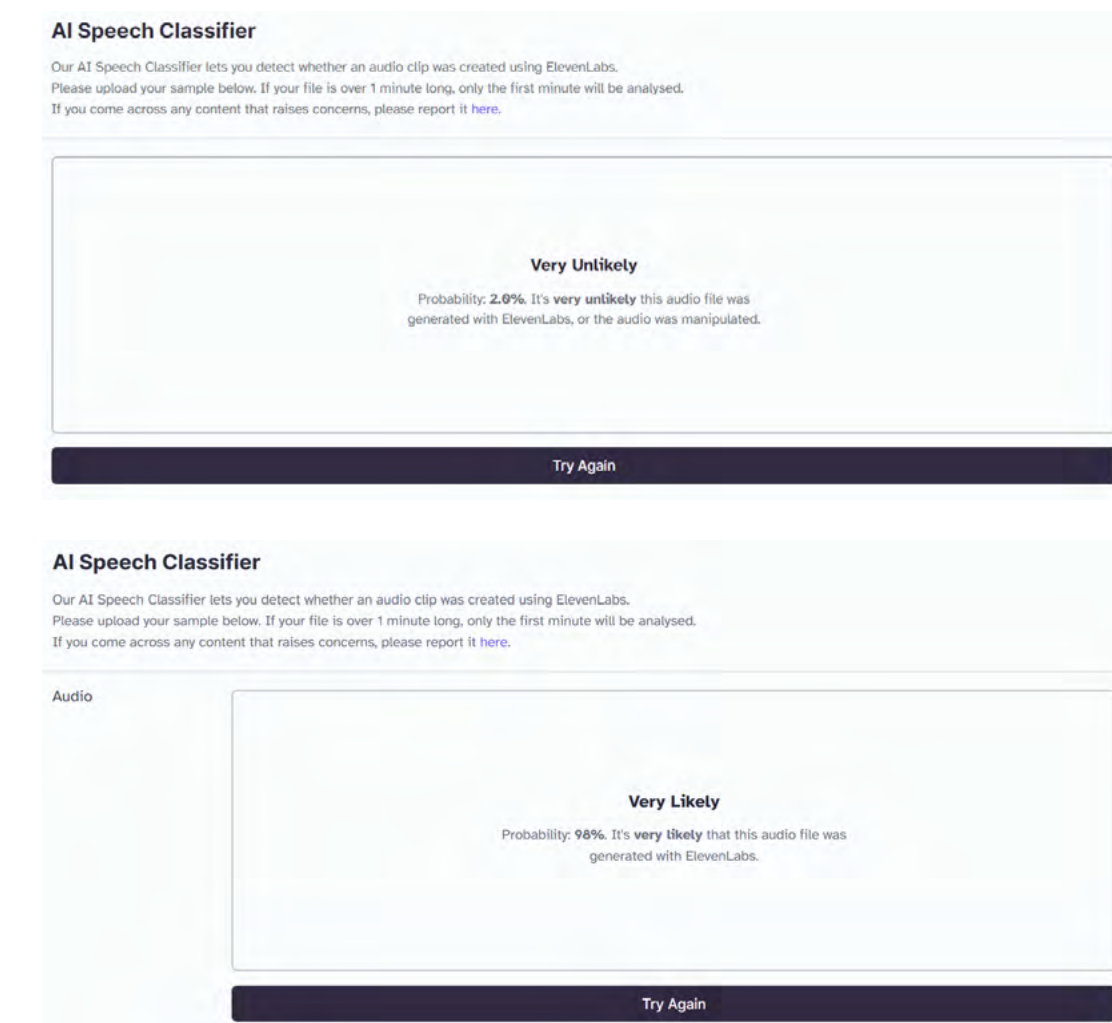 AI Speech Classifier
Our AI Speech Classifier lets you detect whether an audio clip was created using ElevenLabs.
Please upload your sample below. If your file is over 1 minute long, only the first minute will be analysed.
If you come across any content that raises concerns, please report it here.
Very Unlikely
Probability: 2.0%. It's very unlikely this audio file was
generated with ElevenLabs, or the audio was manipulated.
Try Again
AI Speech Classifier
Our AI Speech Classifier lets you detect whether an audio clip was created using ElevenLabs.
Please upload your sample below. If your file is over 1 minute long, only the first minute will be analysed.
If you come across any content that raises concerns, please report it here.
Audio
Very Likely
Probability: 98%. It's very likely that this audio file was
generated with ElevenLabs.
Try Again